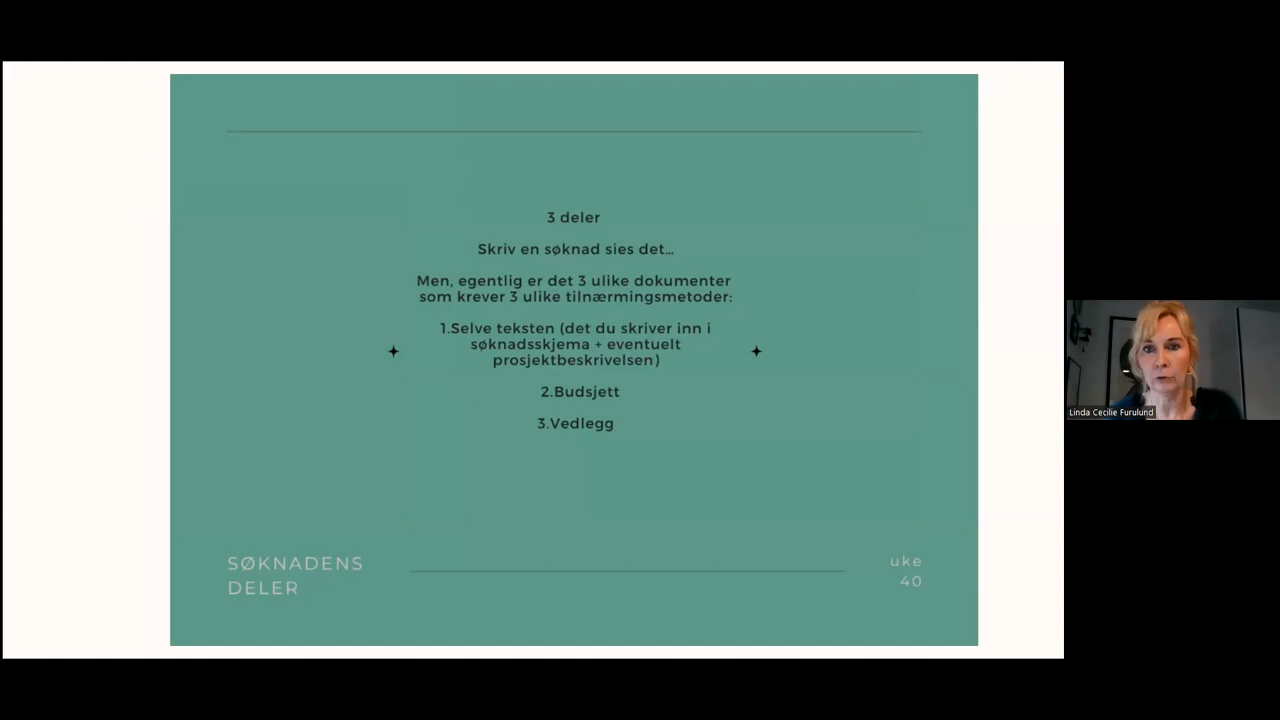 3 deler
Skriv en søknad sies det...
Men, egentlig er det 3 ulike dokumenter
som krever 3 ulike tilnærmingsmetoder:
1.Selve teksten (det du skriver inn i
søknadsskjema + eventuelt
prosjektbeskrivelsen)
2.Budsjett
3.Vedlegg
SØKNADENS
DELER
uke
40
Linda Cecilie Furulund